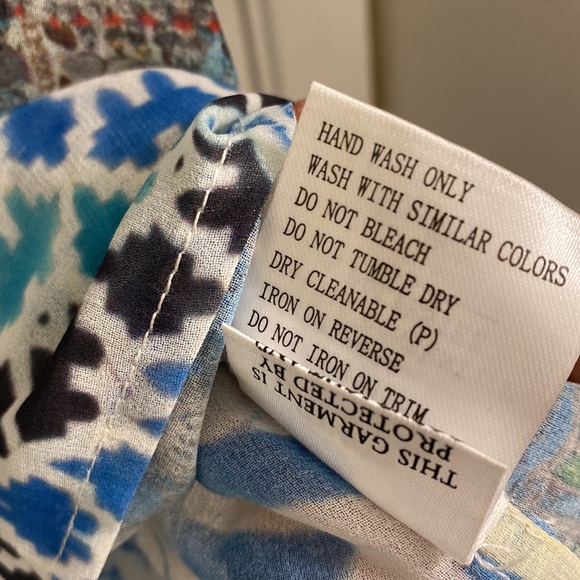 HAND WASH ONLY
WASH WITH SIMILAR COLORS
DO NOT BLEACH
DO NOT TUMBLE DRY
DRY CLEANABLE (P)
IRON ON REVERSE
DO NOT IRON ON TRIM
THIS GARMENT IS
PROTECTED BY